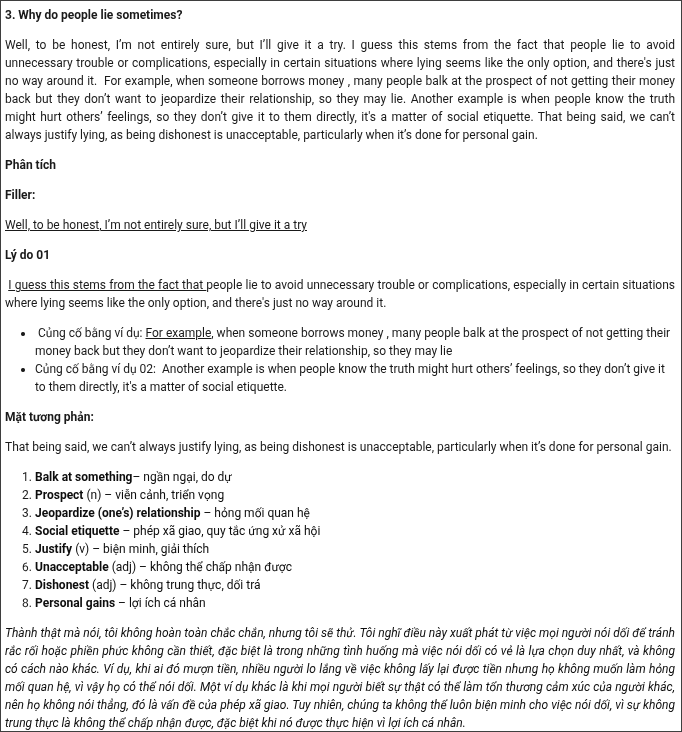 3. Why do people lie sometimes?
Well, to be honest, I’m not entirely sure, but I’ll give it a try. I guess this stems from the fact that people lie to avoid
unnecessary trouble or complications, especially in certain situations where lying seems like the only option, and there's just
no way around it.  For example, when someone borrows money , many people balk at the prospect of not getting their money
back but they don’t want to jeopardize their relationship, so they may lie. Another example is when people know the truth
might hurt others’ feelings, so they don’t give it to them directly, it's a matter of social etiquette. That being said, we can’t
always justify lying, as being dishonest is unacceptable, particularly when it’s done for personal gain.
Phân tích
Filler:
Well, to be honest, I’m not entirely sure, but I’ll give it a try
Lý do 01
I guess this stems from the fact that people lie to avoid unnecessary trouble or complications, especially in certain situations
where lying seems like the only option, and there's just no way around it.
• Củng cố bằng ví dụ: For example, when someone borrows money , many people balk at the prospect of not getting their
money back but they don’t want to jeopardize their relationship, so they may lie
• Củng cố bằng ví dụ 02:  Another example is when people know the truth might hurt others’ feelings, so they don’t give it
to them directly, it's a matter of social etiquette.
Mặt tương phản:
That being said, we can’t always justify lying, as being dishonest is unacceptable, particularly when it’s done for personal gain.
1. Balk at something– ngần ngại, do dự
2. Prospect (n) – viễn cảnh, triển vọng
3. Jeopardize (one’s) relationship – hỏng mối quan hệ
4. Social etiquette – phép xã giao, quy tắc ứng xử xã hội
5. Justify (v) – biện minh, giải thích
6. Unacceptable (adj) – không thể chấp nhận được
7. Dishonest (adj) – không trung thực, dối trá
8. Personal gains – lợi ích cá nhân
Thành thật mà nói, tôi không hoàn toàn chắc chắn, nhưng tôi sẽ thử. Tôi nghĩ điều này xuất phát từ việc mọi người nói dối để tránh
rắc rối hoặc phiền phức không cần thiết, đặc biệt là trong những tình huống mà việc nói dối có vẻ là lựa chọn duy nhất, và không
có cách nào khác. Ví dụ, khi ai đó mượn tiền, nhiều người lo lắng về việc không lấy lại được tiền nhưng họ không muốn làm hỏng
mối quan hệ, vì vậy họ có thể nói dối. Một ví dụ khác là khi mọi người biết sự thật có thể làm tổn thương cảm xúc của người khác,
nên họ không nói thẳng, đó là vấn đề của phép xã giao. Tuy nhiên, chúng ta không thể luôn biện minh cho việc nói dối, vì sự không
trung thực là không thể chấp nhận được, đặc biệt khi nó được thực hiện vì lợi ích cá nhân.